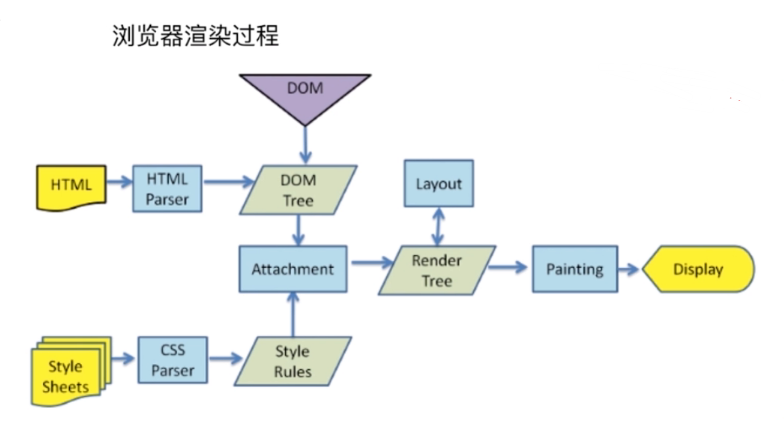 浏览器渲染过程
DOM
HTML
HTML
Parser
DOM
Tree
Layout
Attachment
Render
Tree
Painting
Display
Style
Sheets
CSS
Parser
Style
Rules